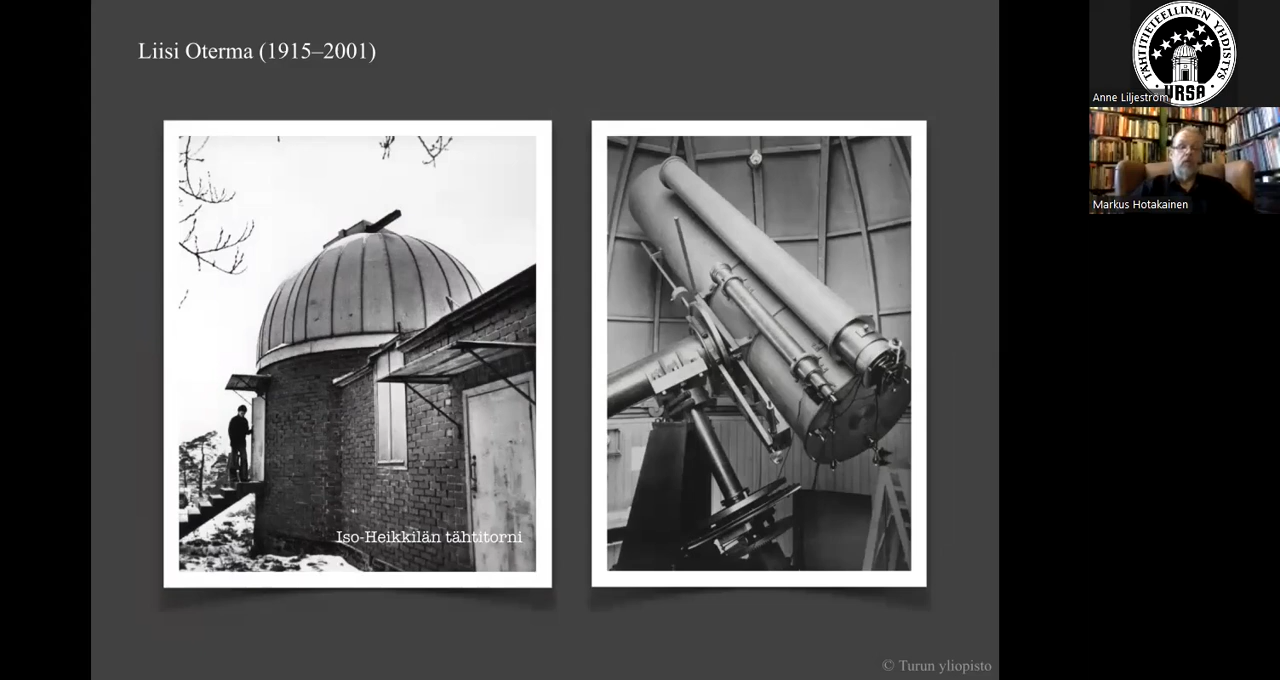 Liisi Oterma (1915–2001)
Iso-Heikkilän tähtitorni
© Turun yliopisto
TÄHTITIETEELLINEN YHDISTYS
URSA
Anne Liljeström
Markus Hotakainen